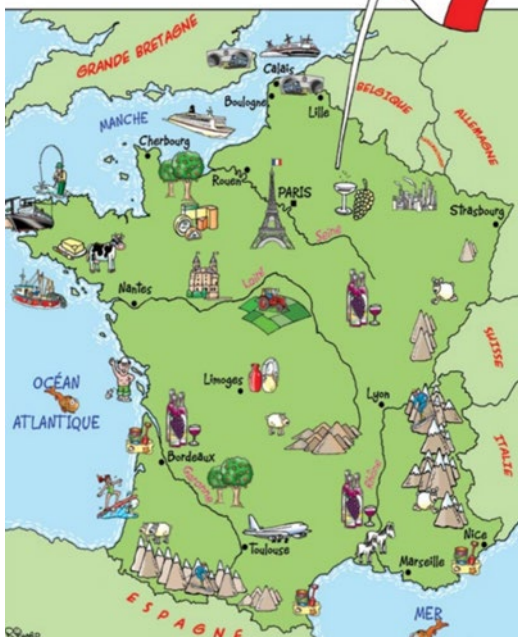 GRANDE BRETAGNE
Calais
BELGIQUE
ALLEMAGNE
Boulogne
Lille
MANCHE
Cherbourg
Rouen
PARIS
Strasbourg
Seine
Nantes
Loire
SUISSE
OCÉAN
ATLANTIQUE
Limoges
Lyon
ITALIE
Bordeaux
Garonne
Rhône
Toulouse
Nice
Marseille
ESPAGNE
MER